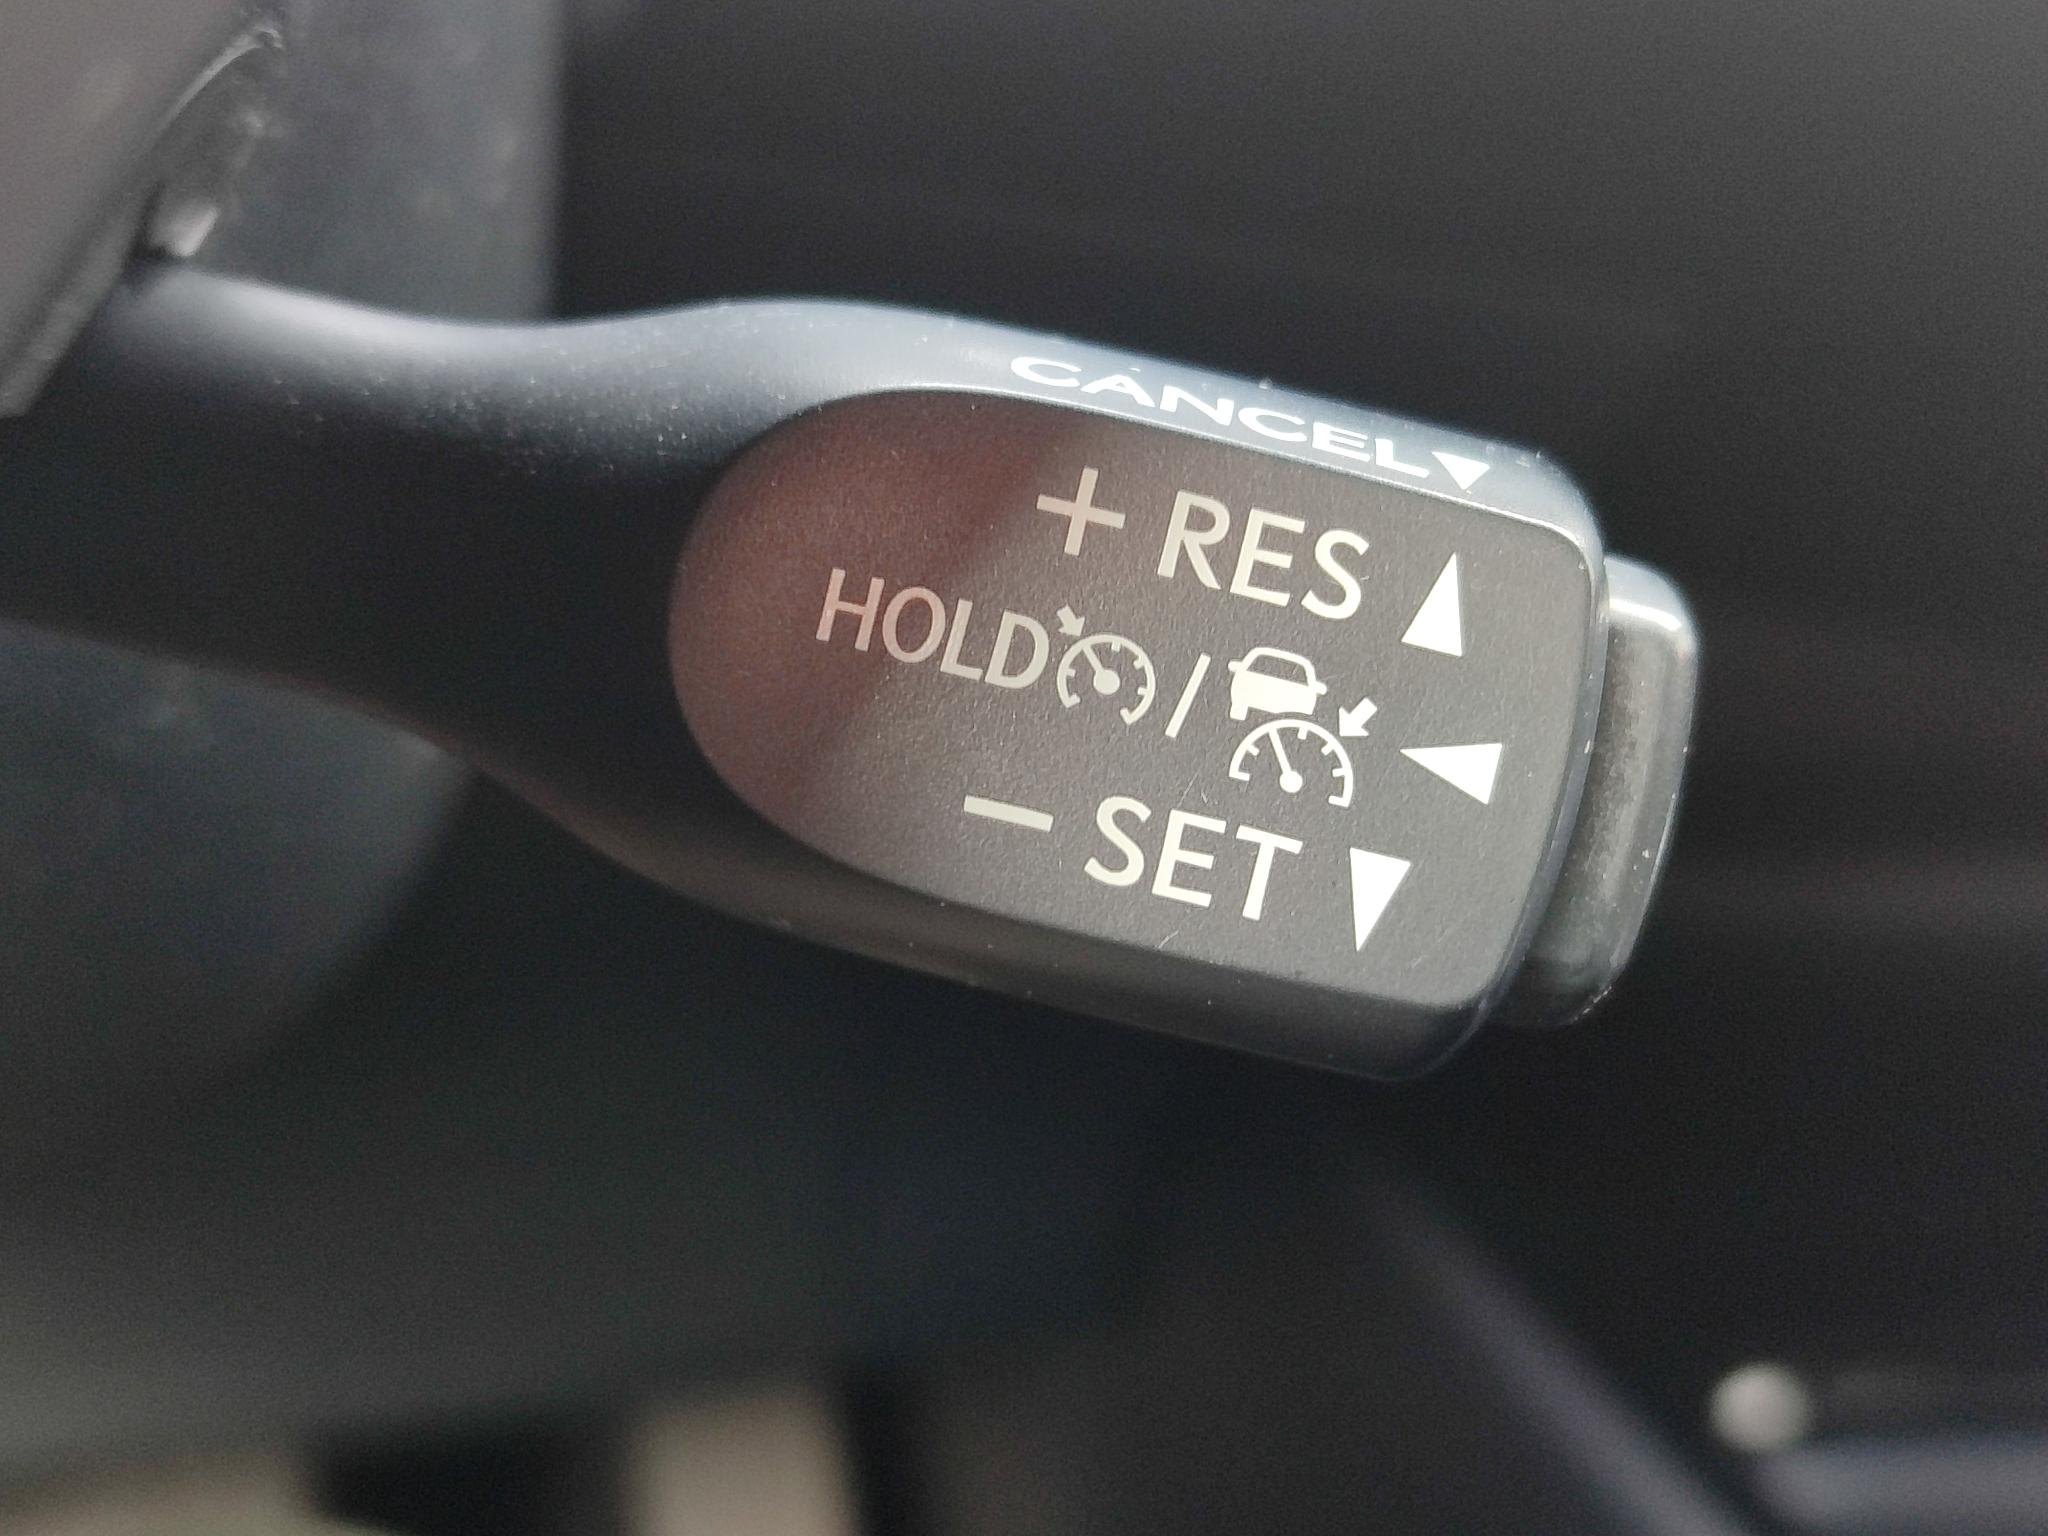 CANCEL
+ RES
HOLD /
− SET